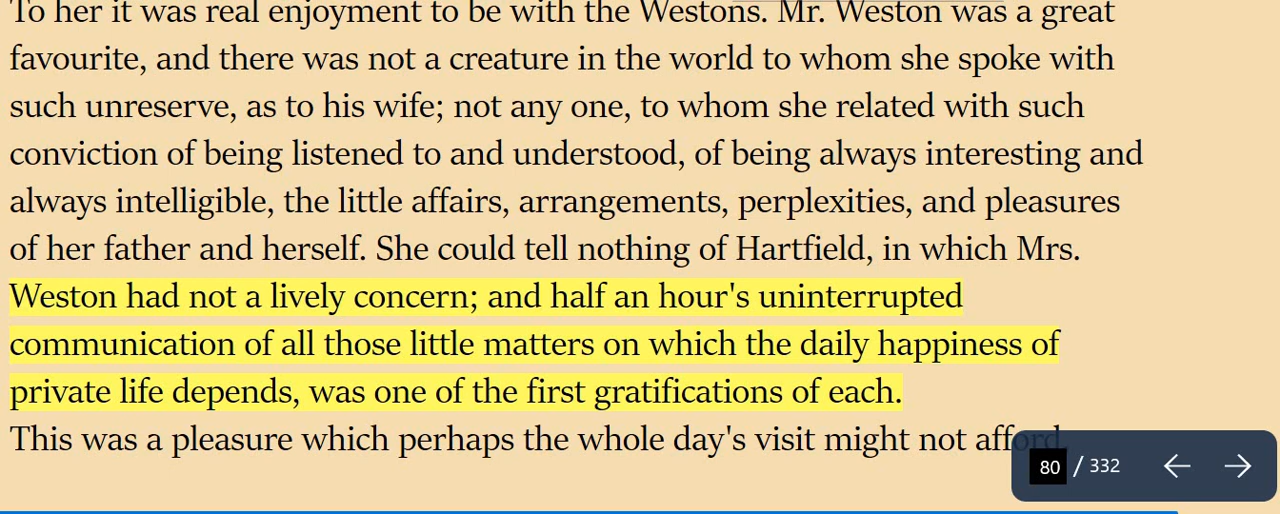 To her it was real enjoyment to be with the Westons. Mr. Weston was a great
favourite, and there was not a creature in the world to whom she spoke with
such unreserve, as to his wife; not any one, to whom she related with such
conviction of being listened to and understood, of being always interesting and
always intelligible, the little affairs, arrangements, perplexities, and pleasures
of her father and herself. She could tell nothing of Hartfield, in which Mrs.
Weston had not a lively concern; and half an hour's uninterrupted
communication of all those little matters on which the daily happiness of
private life depends, was one of the first gratifications of each.
This was a pleasure which perhaps the whole day's visit might not afford,
80 / 332